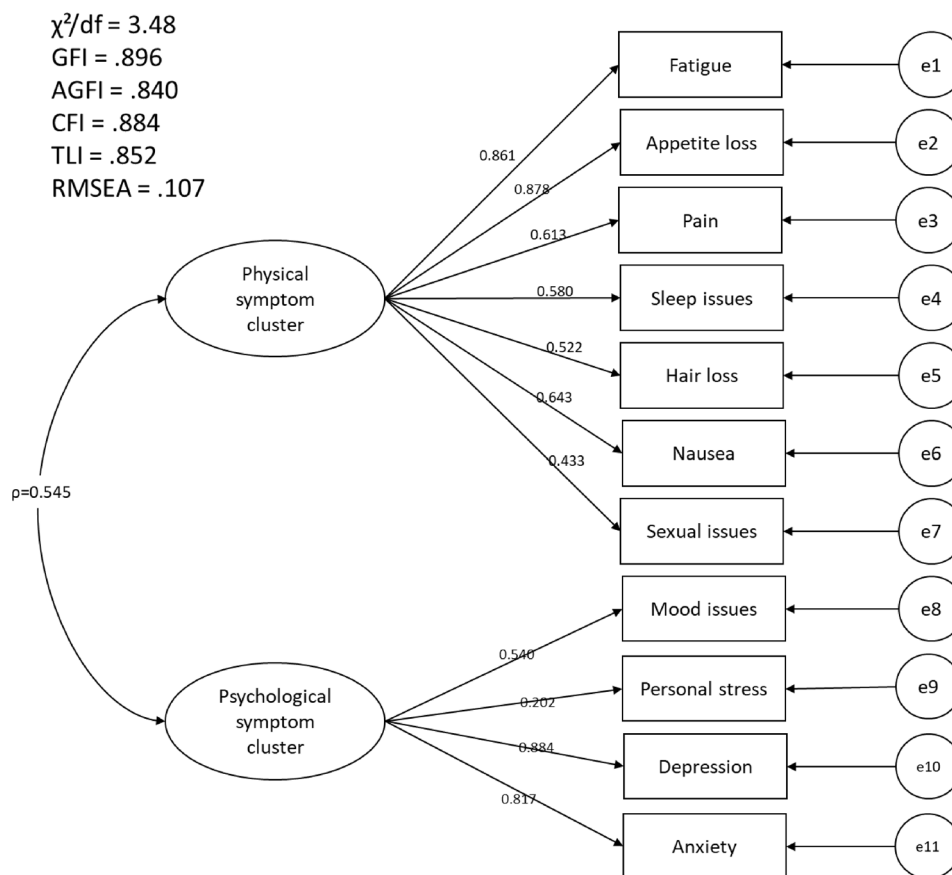 χ²/df = 3.48
GFI = .896
AGFI = .840
CFI = .884
TLI = .852
RMSEA = .107
Physical
symptom
cluster
Psychological
symptom
cluster
ρ=0.545
0.861
0.878
0.613
0.580
0.522
0.643
0.433
0.540
0.202
0.884
0.817
Fatigue
e1
Appetite loss
e2
Pain
e3
Sleep issues
e4
Hair loss
e5
Nausea
e6
Sexual issues
e7
Mood issues
e8
Personal stress
e9
Depression
e10
Anxiety
e11